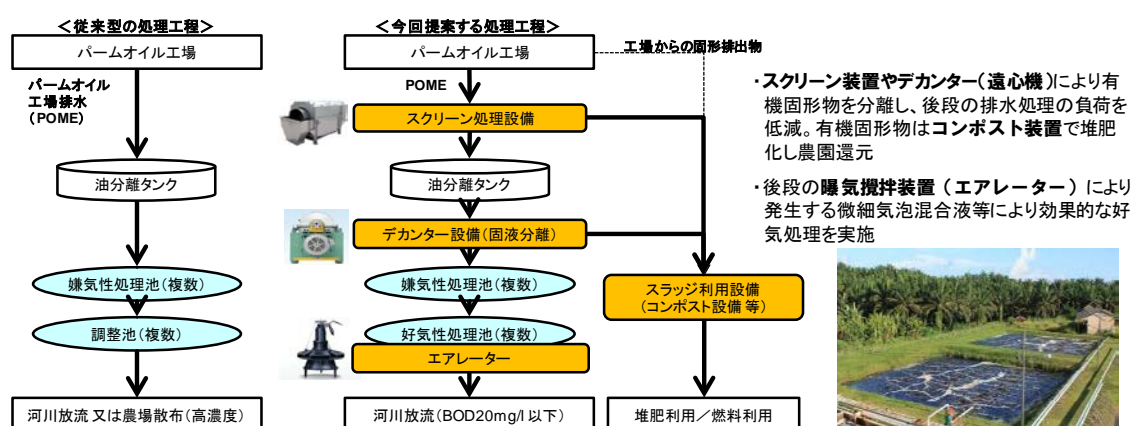 ＜従来型の処理工程＞
パームオイル工場
パームオイル
工場排水
（POME）
油分離タンク
嫌気性処理池（複数）
調整池（複数）
河川放流 又は農場散布（高濃度）
＜今回提案する処理工程＞
パームオイル工場
工場からの固形排出物
POME
スクリーン処理設備
油分離タンク
デカンター設備（固液分離）
嫌気性処理池（複数）
好気性処理池（複数）
エアレーター
河川放流（BOD20mg/l 以下）
スラッジ利用設備
（コンポスト設備 等）
堆肥利用／燃料利用
・スクリーン装置やデカンター（遠心機）により有
機固形物を分離し、後段の排水処理の負荷を
低減。有機固形物はコンポスト装置で堆肥
化し農園還元
・後段の曝気攪拌装置（エアレーター）により
発生する微細気泡混合液等により効果的な好
気処理を実施